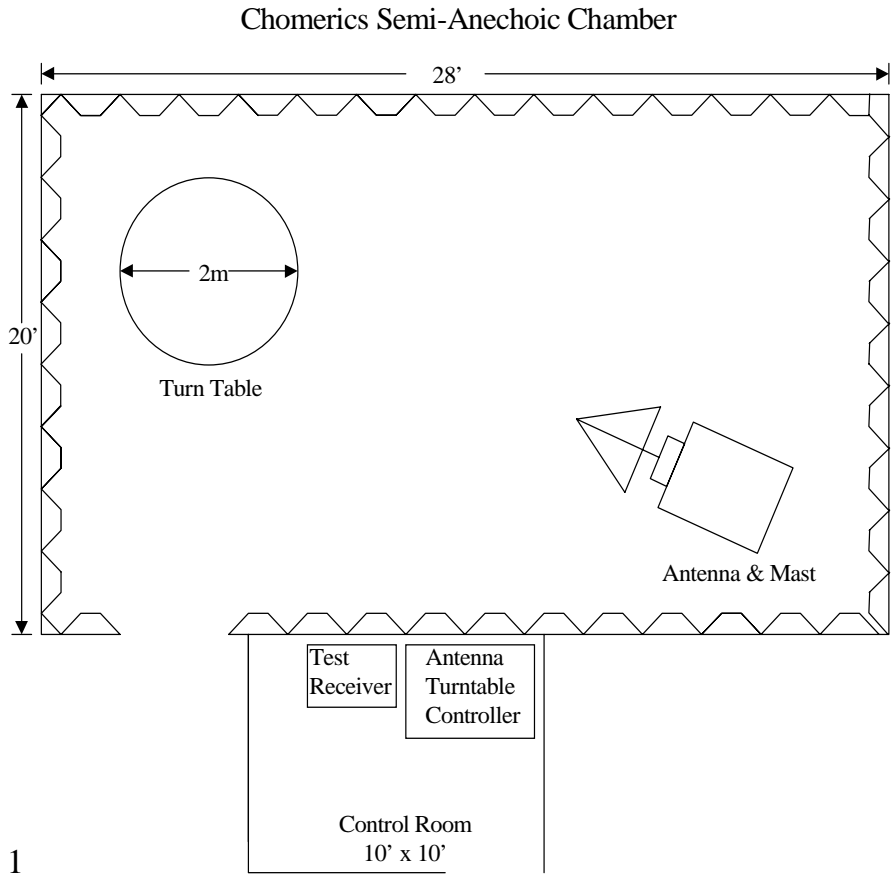 Chomerics Semi-Anechoic Chamber
28’
2m
20’
Turn Table
Antenna & Mast
Test
Receiver
Antenna
Turntable
Controller
Control Room
10’ x 10’
1